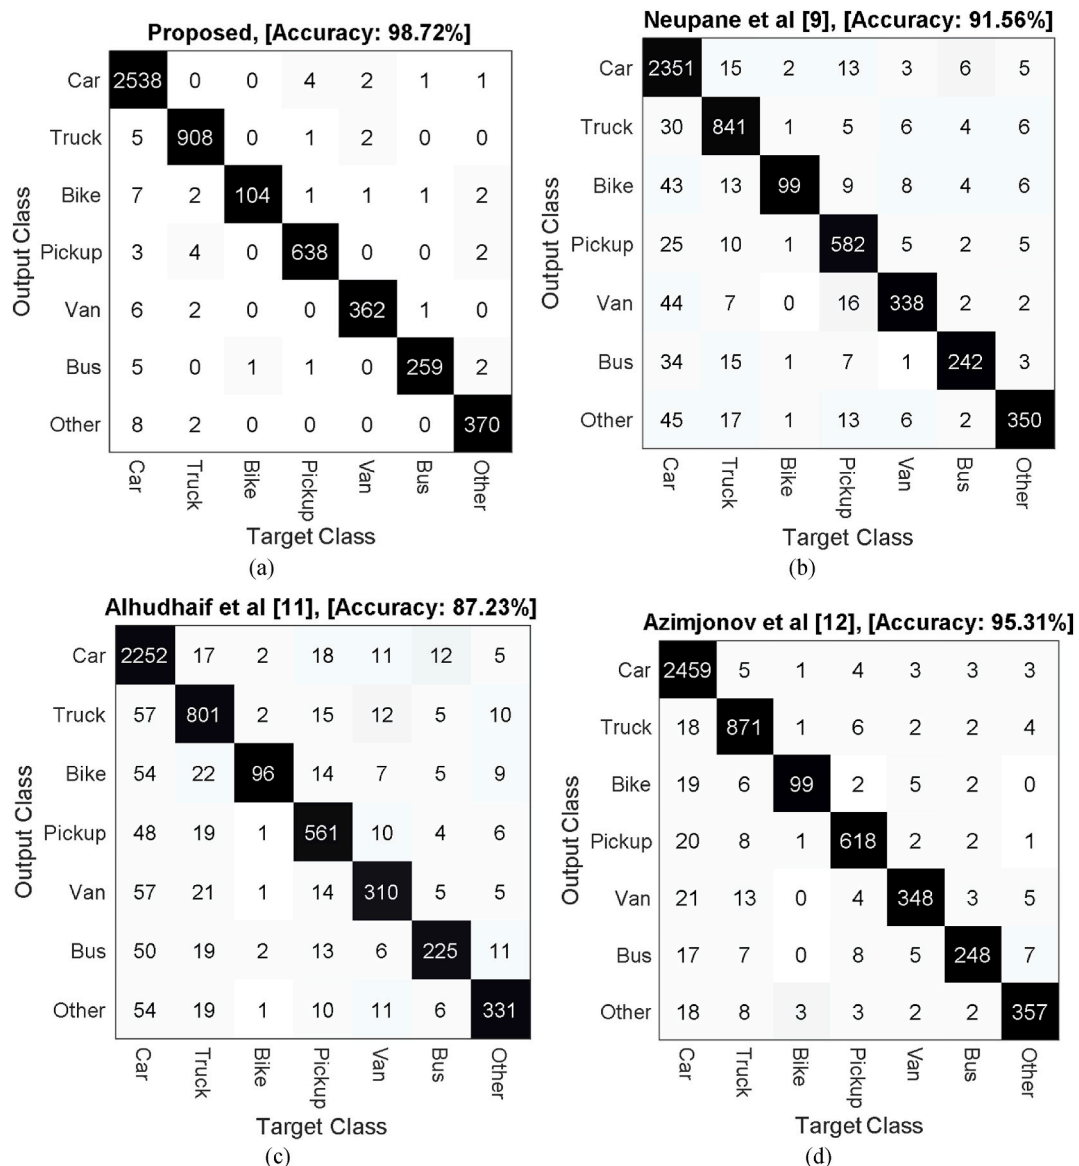 Proposed, [Accuracy: 98.72%]
Output Class
Car 2538 0 0 4 2 1 1
Truck 5 908 0 1 2 0 0
Bike 7 2 104 1 1 1 2
Pickup 3 4 0 638 0 0 2
Van 6 2 0 0 362 1 0
Bus 5 0 1 1 0 259 2
Other 8 2 0 0 0 0 370
Car Truck Bike Pickup Van Bus Other
Target Class
(a)
Neupane et al [9], [Accuracy: 91.56%]
Output Class
Car 2351 15 2 13 3 6 5
Truck 30 841 1 5 6 4 6
Bike 43 13 99 9 8 4 6
Pickup 25 10 1 582 5 2 5
Van 44 7 0 16 338 2 2
Bus 34 15 1 7 1 242 3
Other 45 17 1 13 6 2 350
Car Truck Bike Pickup Van Bus Other
Target Class
(b)
Alhudhaif et al [11], [Accuracy: 87.23%]
Output Class
Car 2252 17 2 18 11 12 5
Truck 57 801 2 15 12 5 10
Bike 54 22 96 14 7 5 9
Pickup 48 19 1 561 10 4 6
Van 57 21 1 14 310 5 5
Bus 50 19 2 13 6 225 11
Other 54 19 1 10 11 6 331
Car Truck Bike Pickup Van Bus Other
Target Class
(c)
Azimjonov et al [12], [Accuracy: 95.31%]
Output Class
Car 2459 5 1 4 3 3 3
Truck 18 871 1 6 2 2 4
Bike 19 6 99 2 5 2 0
Pickup 20 8 1 618 2 2 1
Van 21 13 0 4 348 3 5
Bus 17 7 0 8 5 248 7
Other 18 8 3 3 2 2 357
Car Truck Bike Pickup Van Bus Other
Target Class
(d)